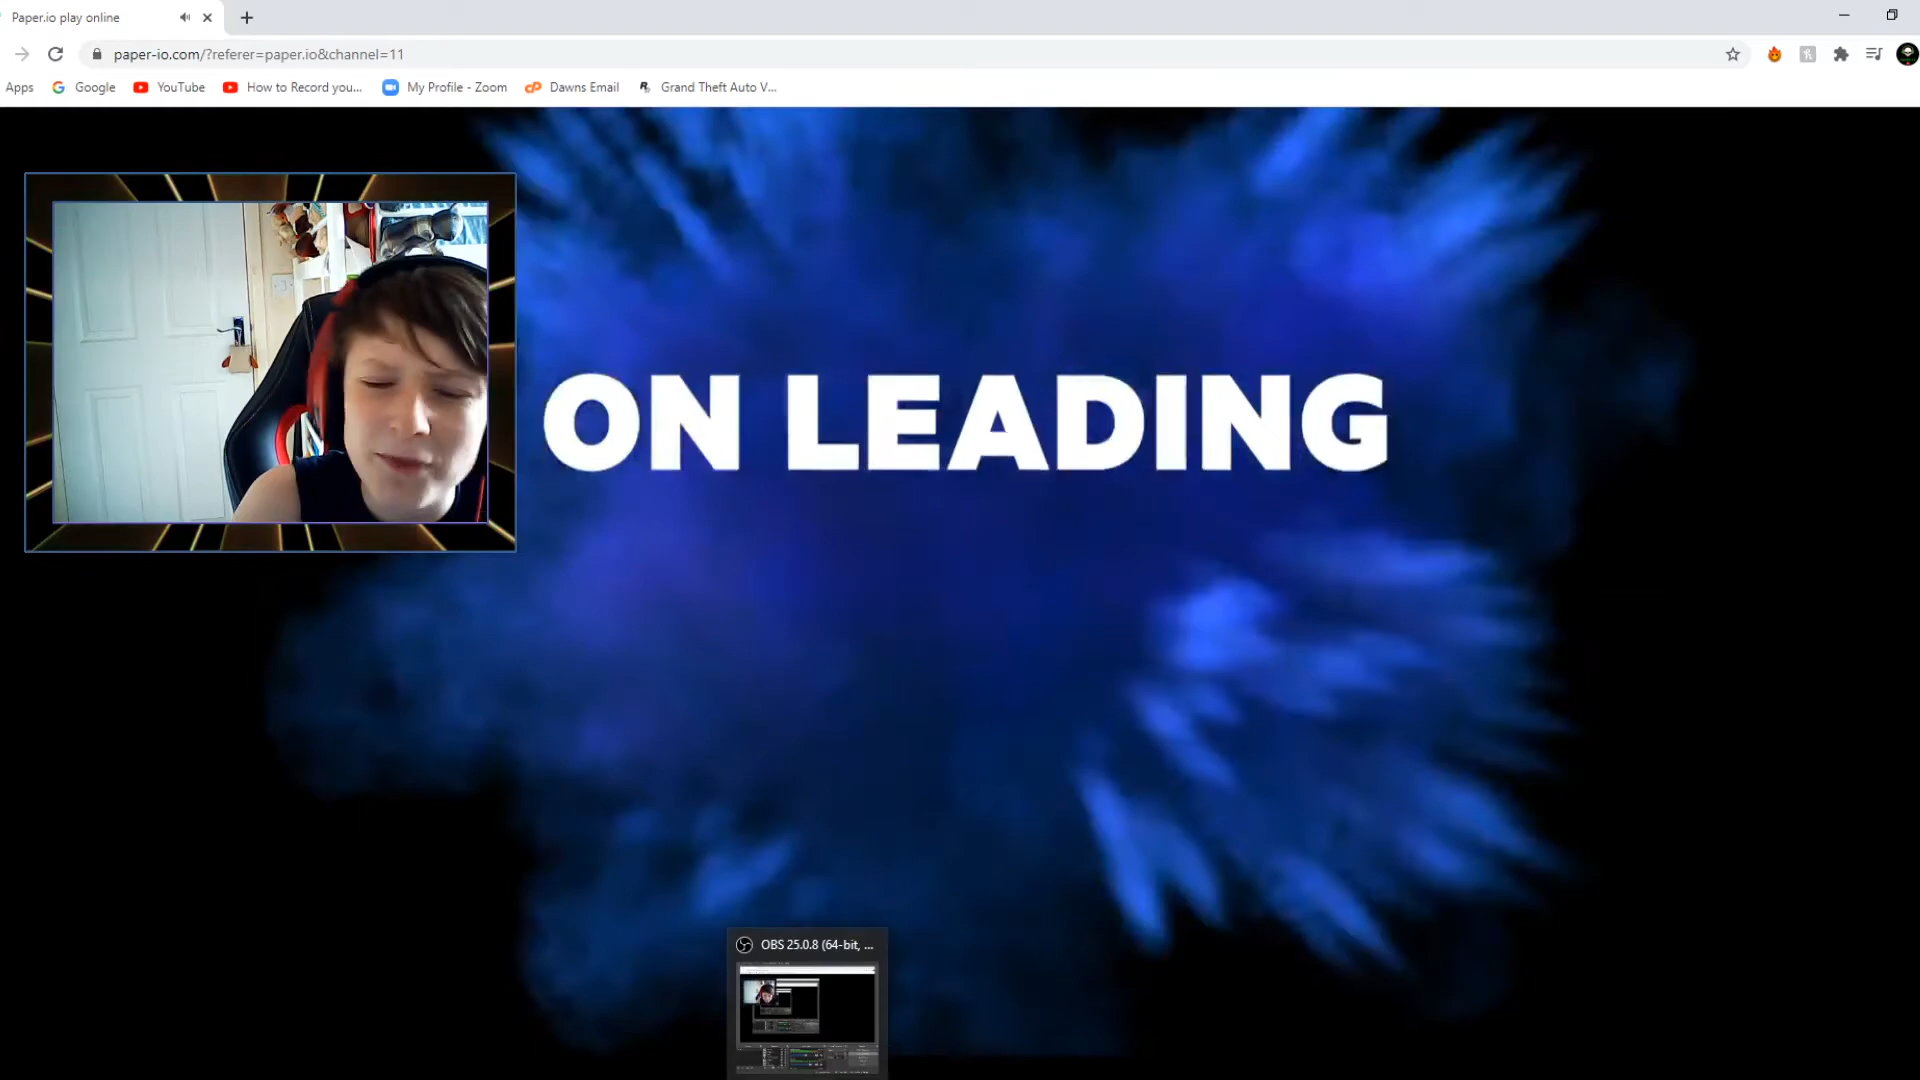 Paper.io play online
paper-io.com/?referer=paper.io&channel=11
Apps Google YouTube How to Record you... My Profile - Zoom Dawns Email Grand Theft Auto V...
ON LEADING
OBS 25.0.8 (64-bit, ...